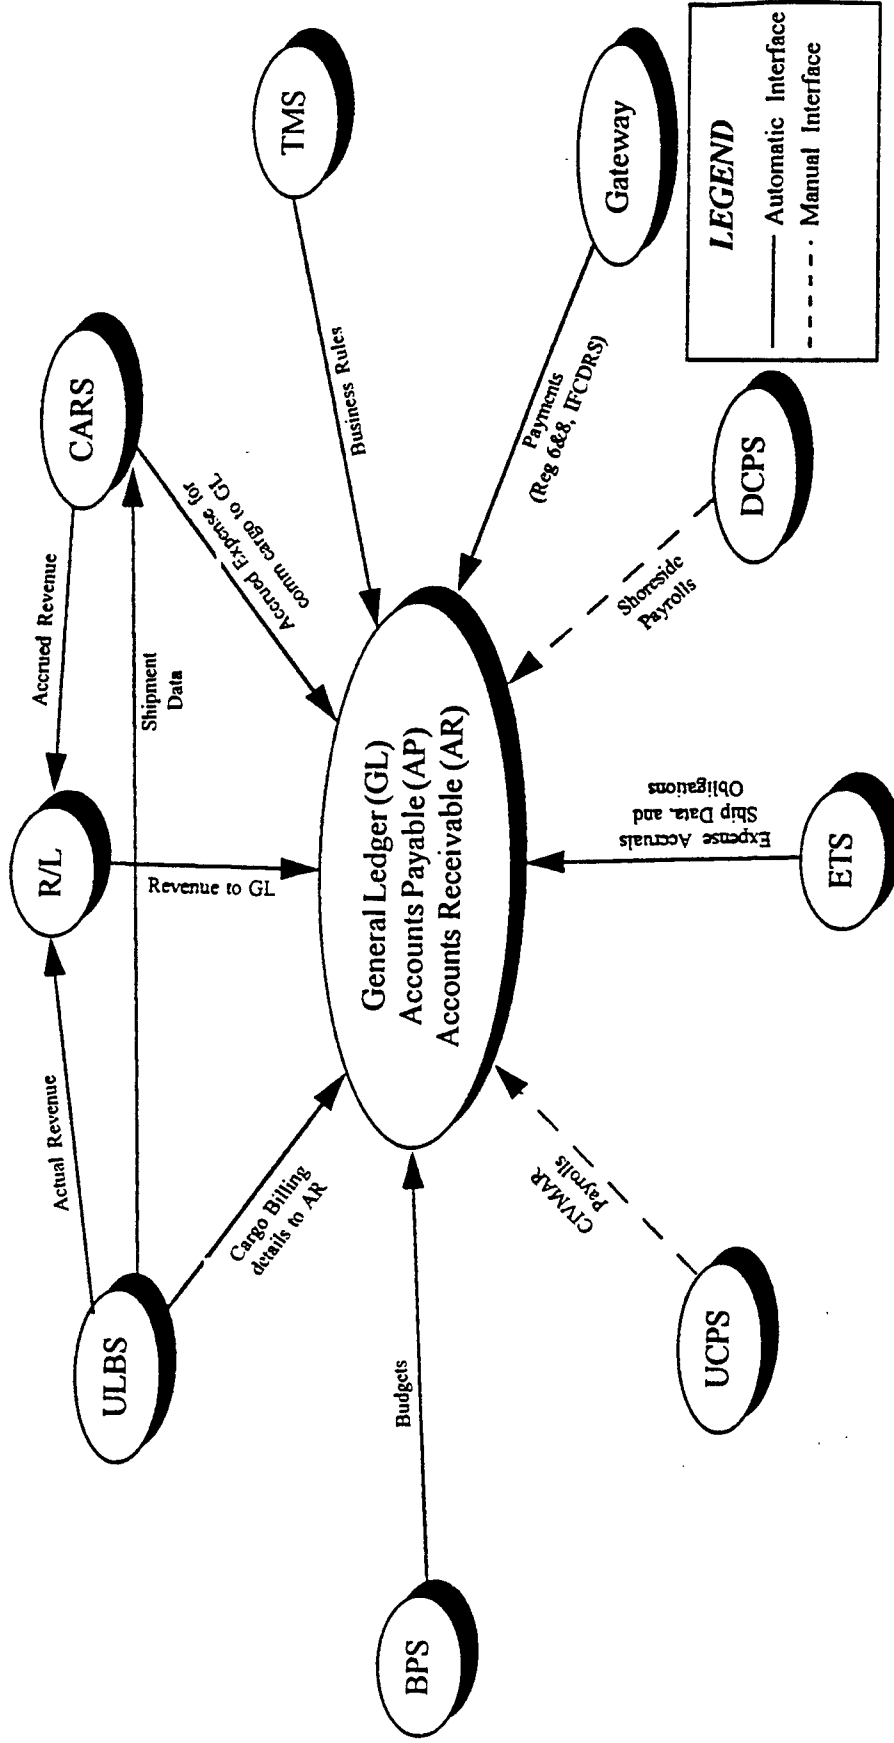 R/L
CARS
ULBS
Actual Revenue
Accrued Revenue
Shipment
Data
Revenue to GL
Accrued Expense for
comm cargo to GL
Cargo Billing
details to AR
TMS
Business Rules
BPS
Budgets
General Ledger (GL)
Accounts Payable (AP)
Accounts Receivable (AR)
Gateway
Payments
(Reg 6&8, IFCDRS)
CIVMAR
Payrolls
UCPS
Expense Accruals
Ship Data, and
Obligations
ETS
Shoreside
Payrolls
DCPS
LEGEND
Automatic Interface
Manual Interface